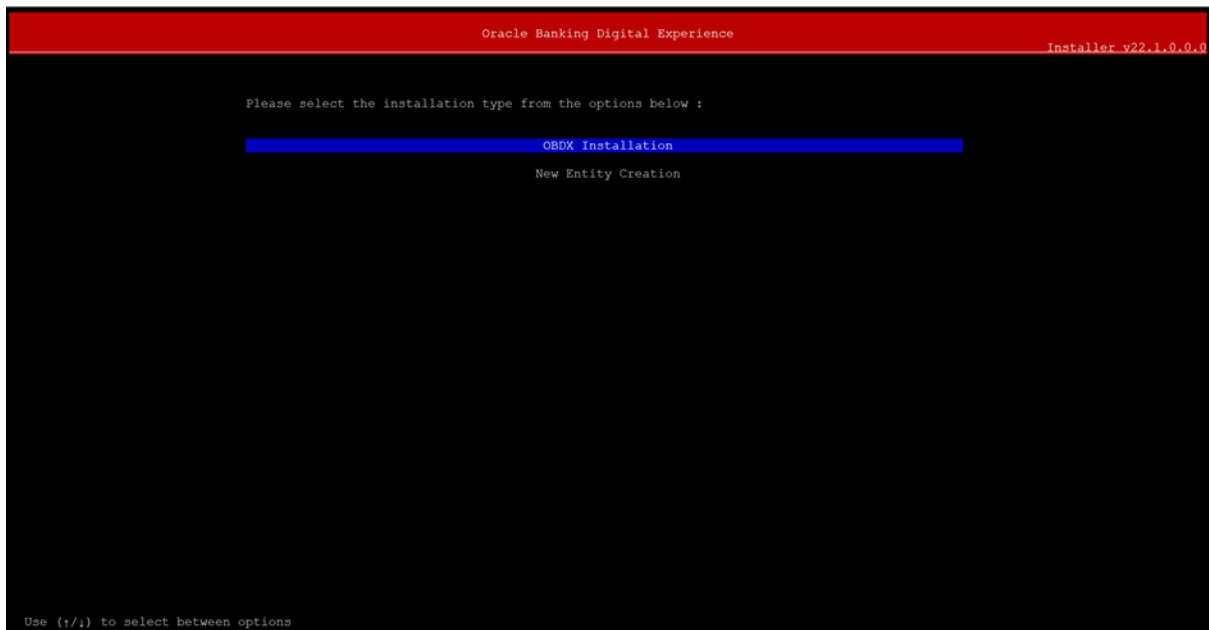 Oracle Banking Digital Experience
Installer v22.1.0.0.0
Please select the installation type from the options below :
OBDX Installation
New Entity Creation
Use (↑/↓) to select between options